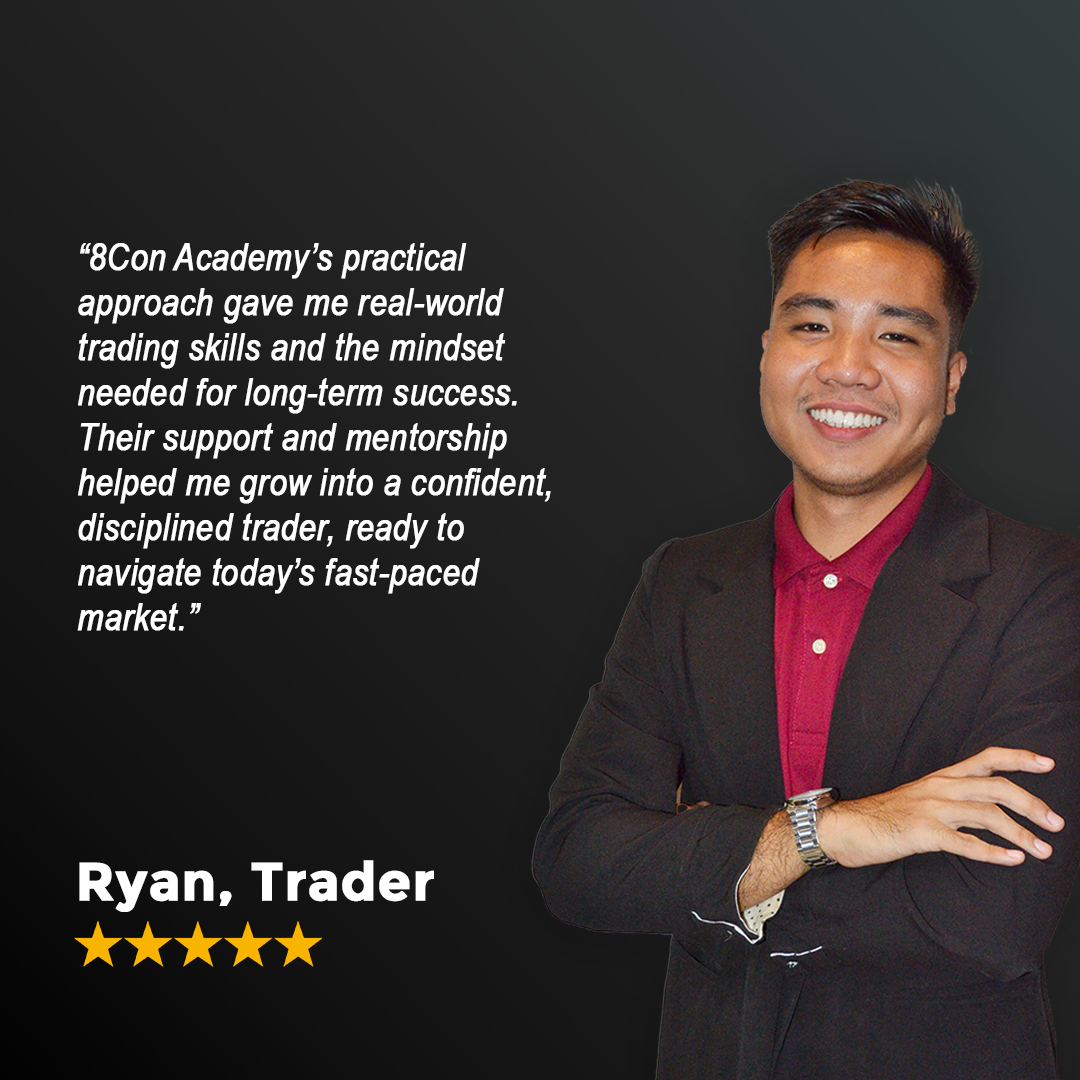 “8Con Academy’s practical
approach gave me real-world
trading skills and the mindset
needed for long-term success.
Their support and mentorship
helped me grow into a confident,
disciplined trader, ready to
navigate today’s fast-paced
market.”
Ryan, Trader